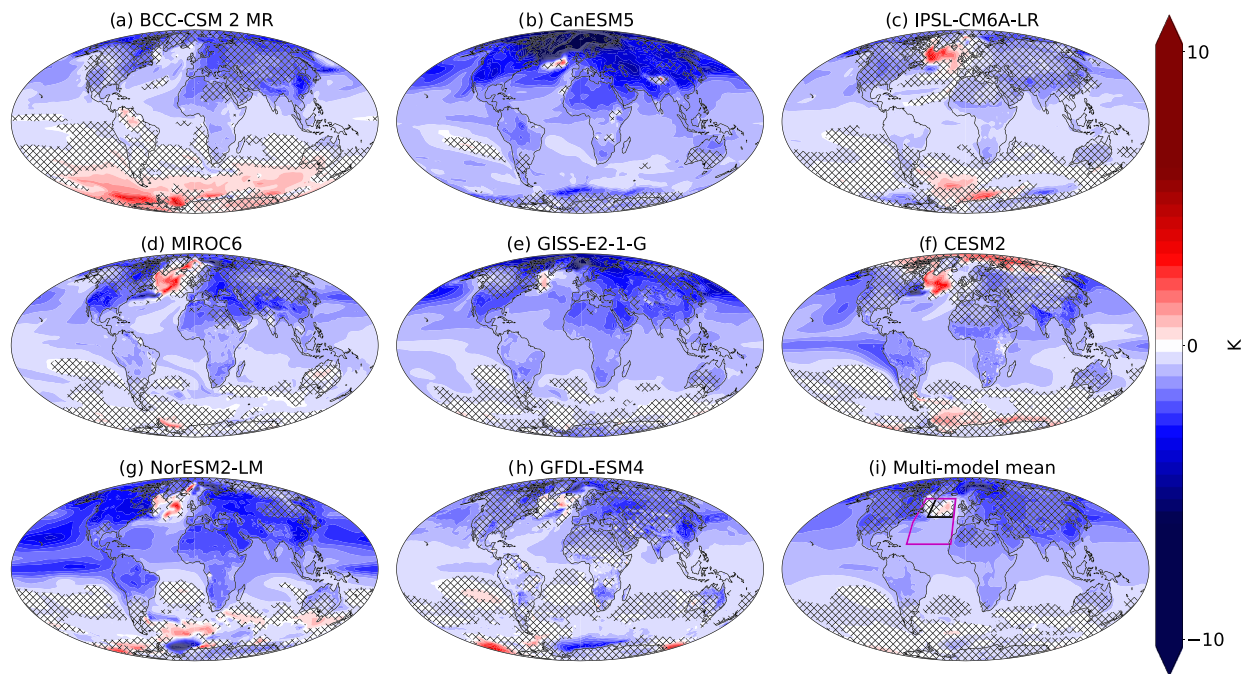 (a) BCC-CSM 2 MR
(b) CanESM5
(c) IPSL-CM6A-LR
(d) MIROC6
(e) GISS-E2-1-G
(f) CESM2
(g) NorESM2-LM
(h) GFDL-ESM4
(i) Multi-model mean
10
0
−10
K